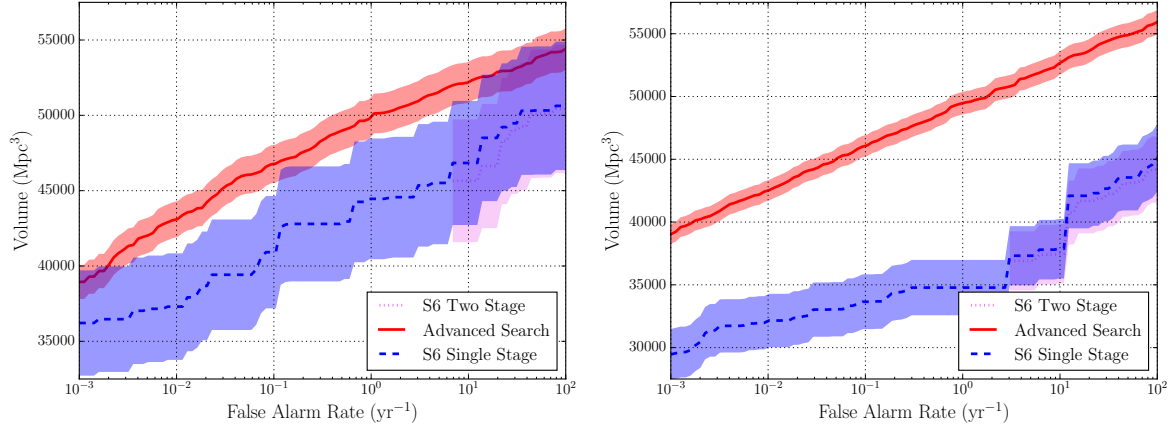 55000
50000
45000
40000
35000
Volume (Mpc³)
10⁻³ 10⁻² 10⁻¹ 10⁰ 10¹ 10²
False Alarm Rate (yr⁻¹)
S6 Two Stage
Advanced Search
S6 Single Stage
55000
50000
45000
40000
35000
30000
Volume (Mpc³)
10⁻³ 10⁻² 10⁻¹ 10⁰ 10¹ 10²
False Alarm Rate (yr⁻¹)
S6 Two Stage
Advanced Search
S6 Single Stage